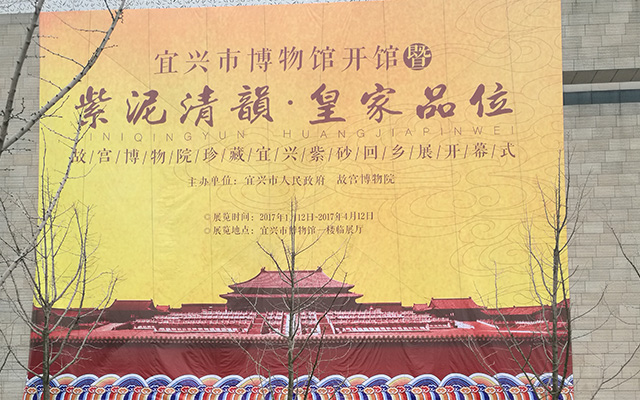 宜兴市博物馆开馆暨
紫泥清韻·皇家品位
ZINIQINGYUN HUANGJIAPINWEI
故/宫/博/物/院/珍/藏/宜/兴/紫/砂/回/乡/展/开/幕/式
主办单位：宜兴市人民政府 故宫博物院
◎展览时间：2017年1月12日-2017年4月12日
◎展览地点：宜兴市博物馆一楼临展厅